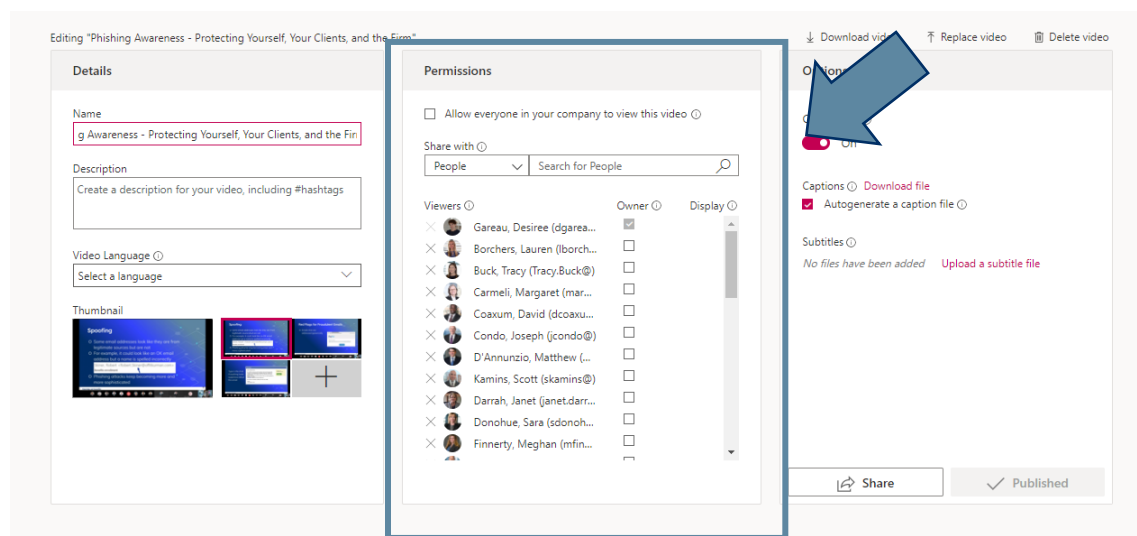 Editing "Phishing Awareness - Protecting Yourself, Your Clients, and the Firm"
Download video
Replace video
Delete video
Details
Name
g Awareness - Protecting Yourself, Your Clients, and the Fir
Description
Create a description for your video, including #hashtags
Video Language
Select a language
Thumbnail
Spoofing
Permissions
Allow everyone in your company to view this video
Share with
People
Search for People
Viewers Owner Display
Gareau, Desiree (dgarea...
Borchers, Lauren (lborch...
Buck, Tracy (Tracy.Buck@)
Carmeli, Margaret (mar...
Coaxum, David (dcoaxu...
Condo, Joseph (jcondo@)
D'Annunzio, Matthew (...
Kamins, Scott (skamins@)
Darrah, Janet (janet.darr...
Donohue, Sara (sdonoh...
Finnerty, Meghan (mfin...
On
Captions Download file
Autogenerate a caption file
Subtitles
No files have been added Upload a subtitle file
Share
Published